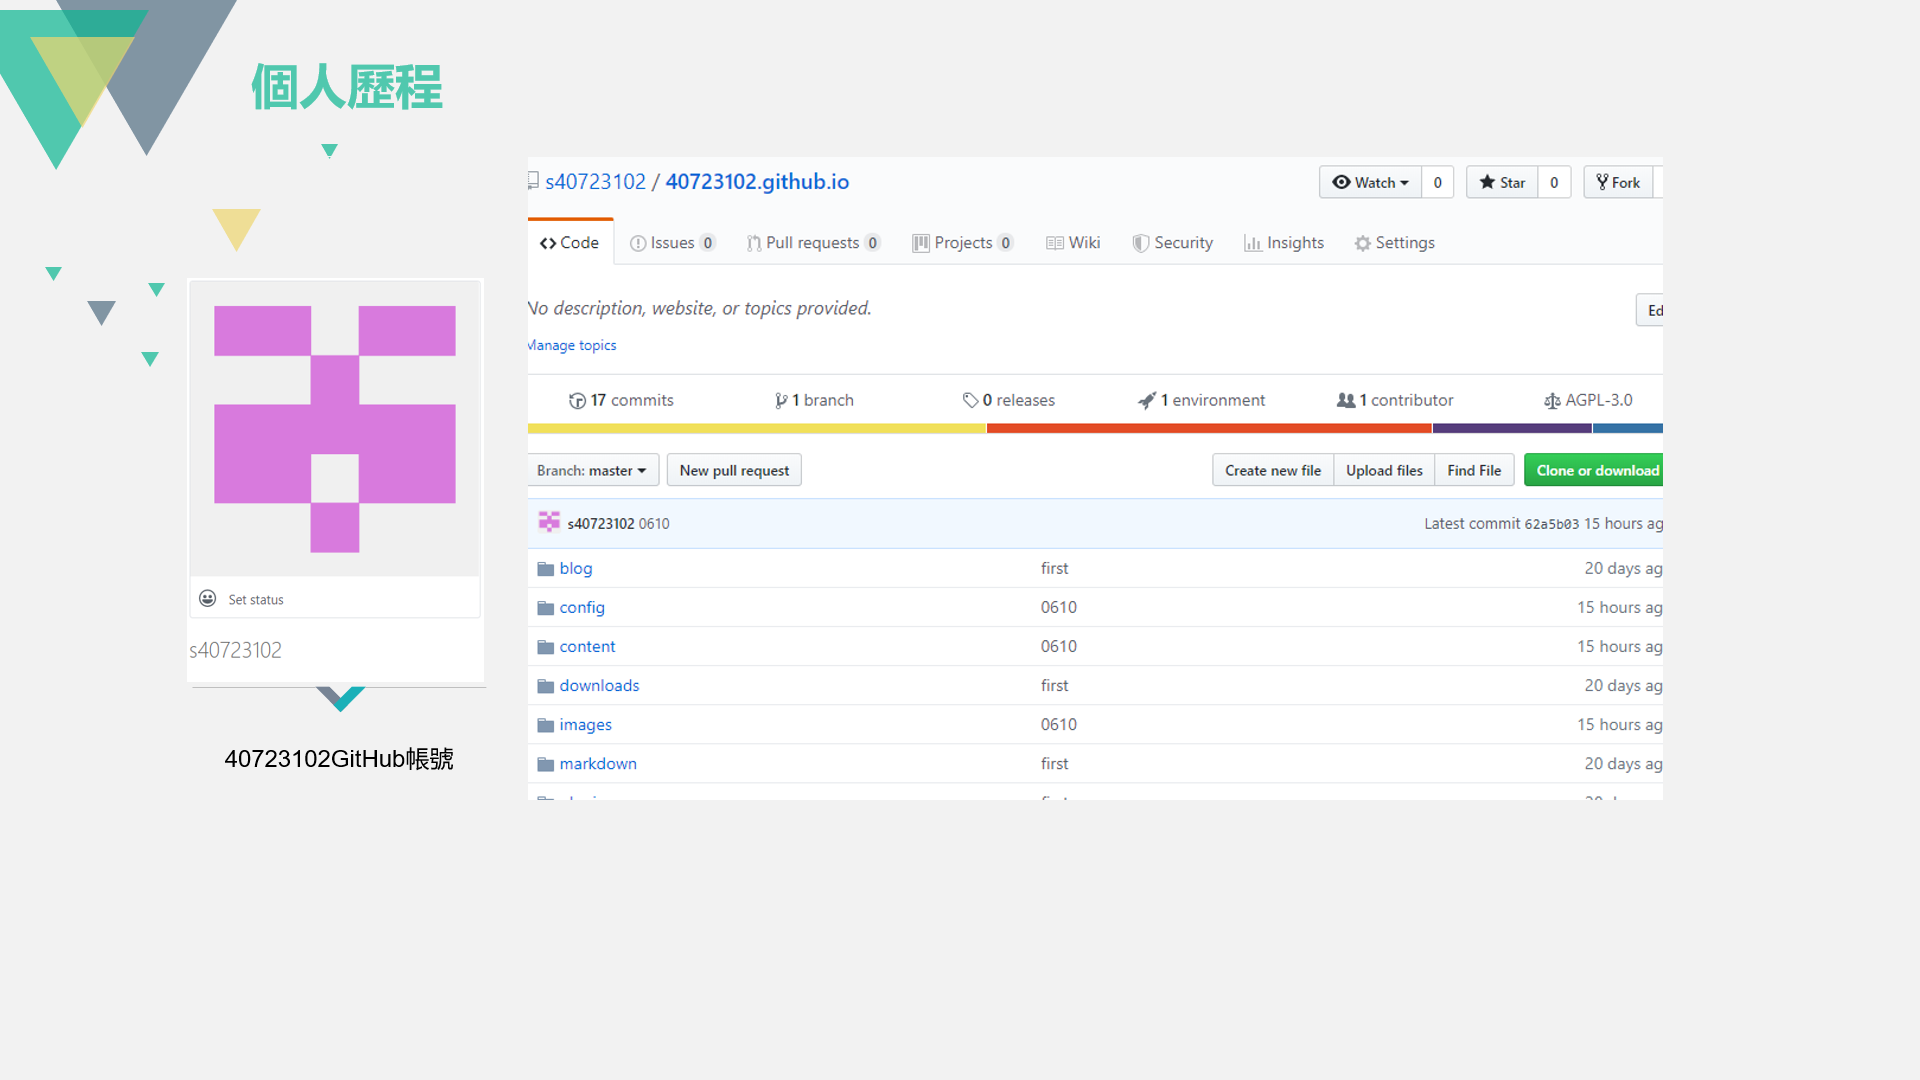 個人歷程
s40723102 / 40723102.github.io
Watch 0 Star 0 Fork
Code Issues 0 Pull requests 0 Projects 0 Wiki Security Insights Settings
No description, website, or topics provided.
Manage topics
17 commits 1 branch 0 releases 1 environment 1 contributor AGPL-3.0
Branch: master New pull request Create new file Upload files Find File Clone or download
s40723102 0610 Latest commit 62a5b03 15 hours ag
blog first 20 days ag
config 0610 15 hours ag
content 0610 15 hours ag
downloads first 20 days ag
images 0610 15 hours ag
markdown first 20 days ag
Set status
s40723102
40723102GitHub帳號